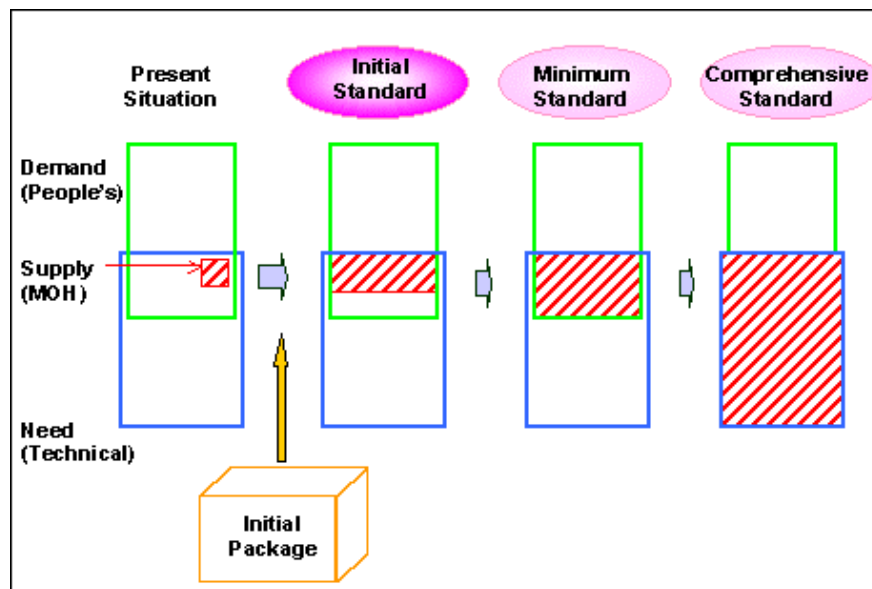 Present
Situation
Initial
Standard
Minimum
Standard
Comprehensive
Standard
Demand
(People's)
Supply
(MOH)
Need
(Technical)
Initial
Package